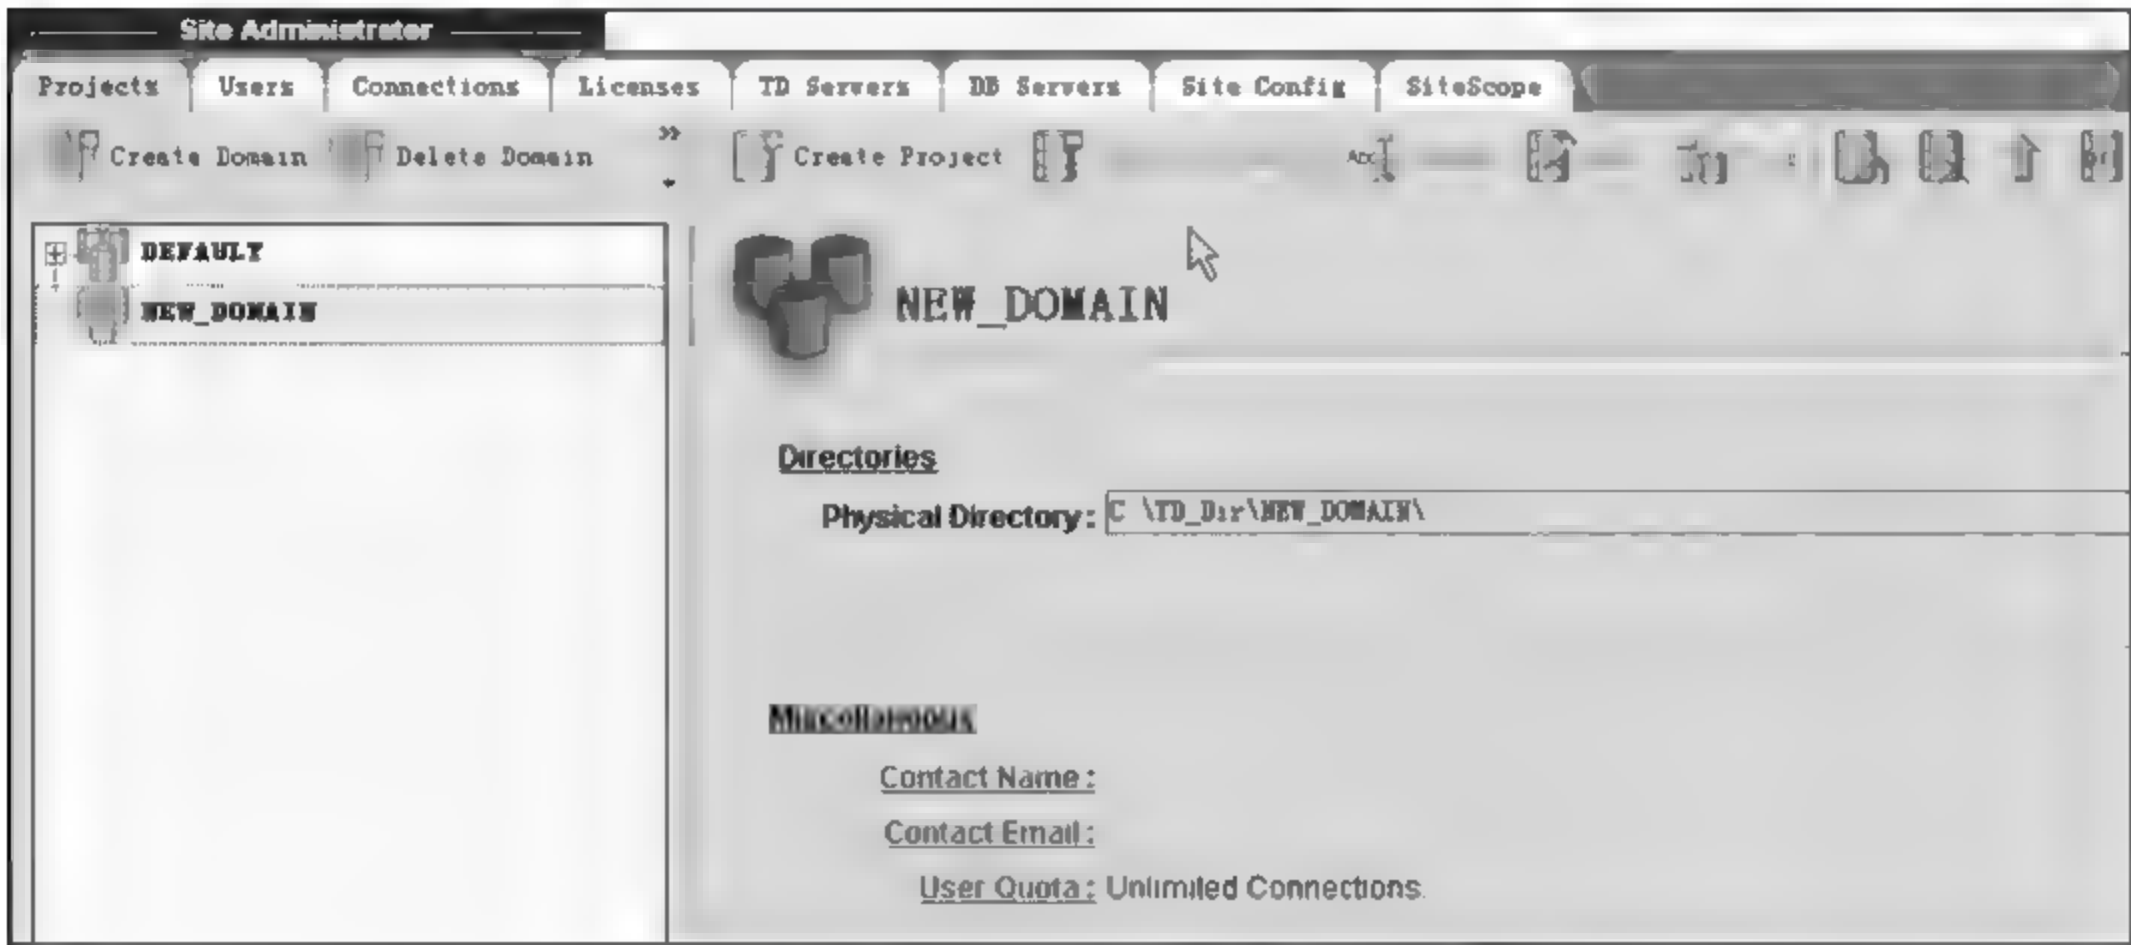 Site Administrator
Projects Users Connections Licenses TD Servers DB Servers Site Config SiteScope
Create Domain Delete Domain » Create Project
DEFAULT
NEW_DOMAIN
NEW_DOMAIN
Directories
Physical Directory: C \TD_Dir\NEW_DOMAIN\
Miscellaneous
Contact Name:
Contact Email:
User Quota: Unlimited Connections.